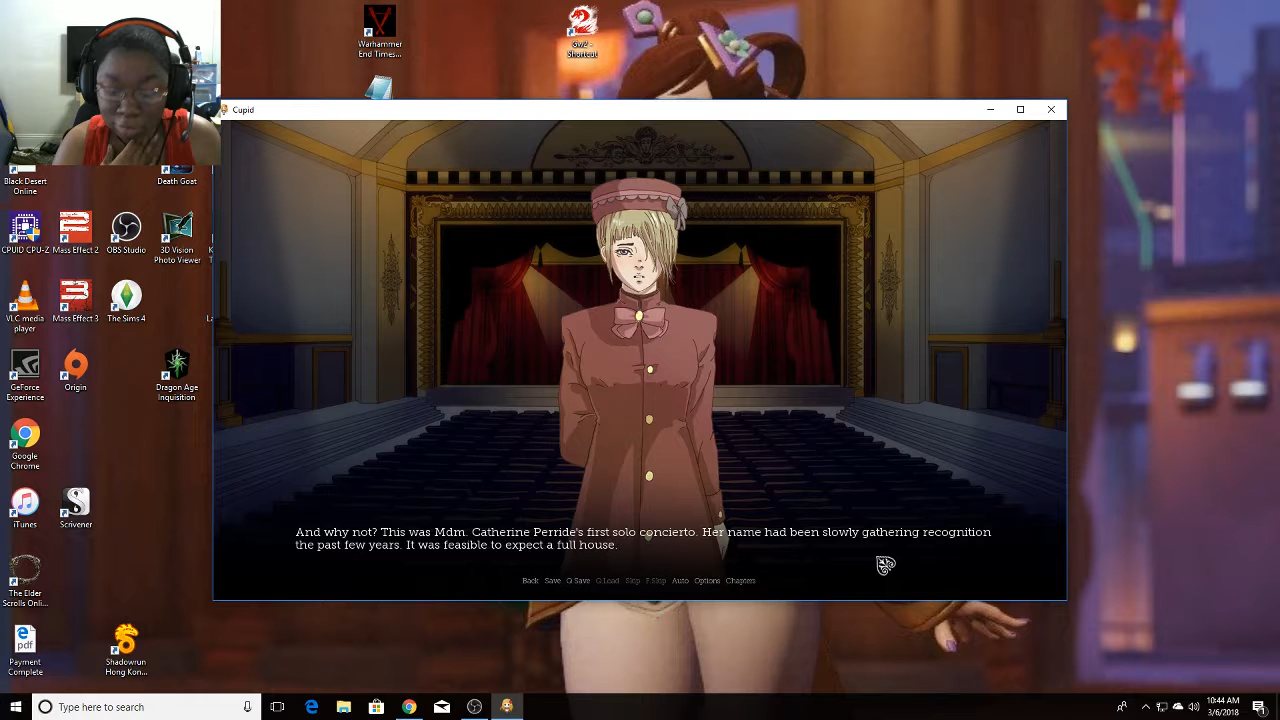 Warhammer
End Times...
Gw2 -
Shortcut
Cupid
Black Desert
Online
Death Goat
CPUID CPU-Z
Mass Effect 2
OBS Studio
3D Vision
Photo Viewer
VLC media
player
Mass Effect 3
The Sims 4
La
GeForce
Experience
Origin
Dragon Age
Inquisition
Google
Chrome
iTunes
Scrivener
The Elder
Scrolls Onli...
pdf
Payment
Complete
Shadowrun
Hong Kon...
And why not? This was Mdm. Catherine Perride's first solo concierto. Her name had been slowly gathering recognition
the past few years. It was feasible to expect a full house.
Back Save Q.Save Q.Load Skip F.Skip Auto Options Chapters
Type here to search
10:44 AM
3/6/2018